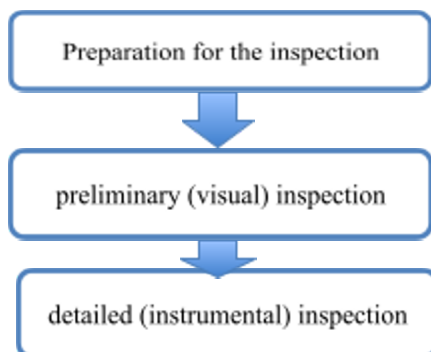 Preparation for the inspection
preliminary (visual) inspection
detailed (instrumental) inspection